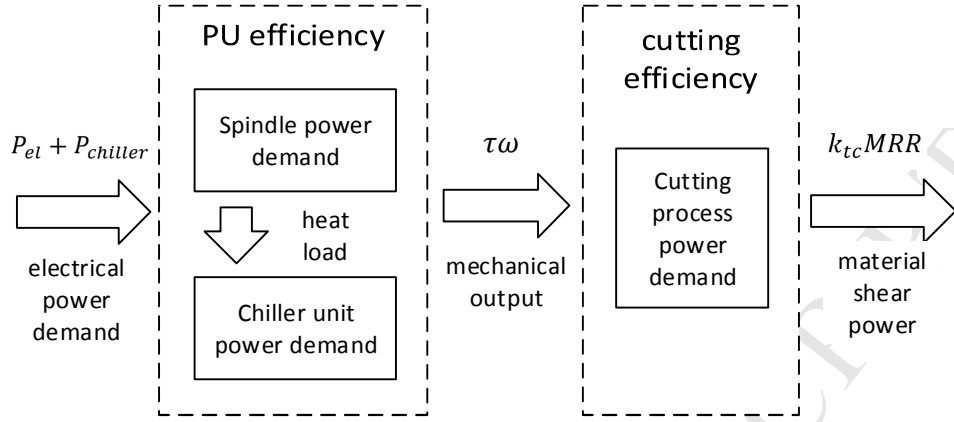 PU efficiency
cutting
efficiency
Spindle power
demand
P_el + P_chiller
τω
k_tc MRR
heat
load
Cutting
process
power
demand
electrical
power
demand
mechanical
output
material
shear
power
Chiller unit
power demand